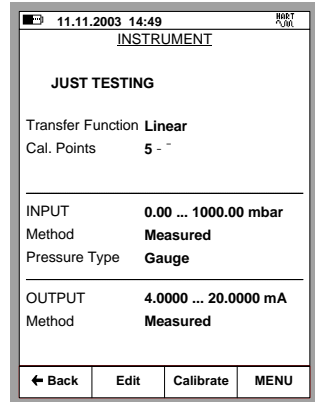 11.11.2003 14:49 HART
INSTRUMENT
JUST TESTING
Transfer Function Linear
Cal. Points 5 - ‾
INPUT 0.00 ... 1000.00 mbar
Method Measured
Pressure Type Gauge
OUTPUT 4.0000 ... 20.0000 mA
Method Measured
← Back Edit Calibrate MENU